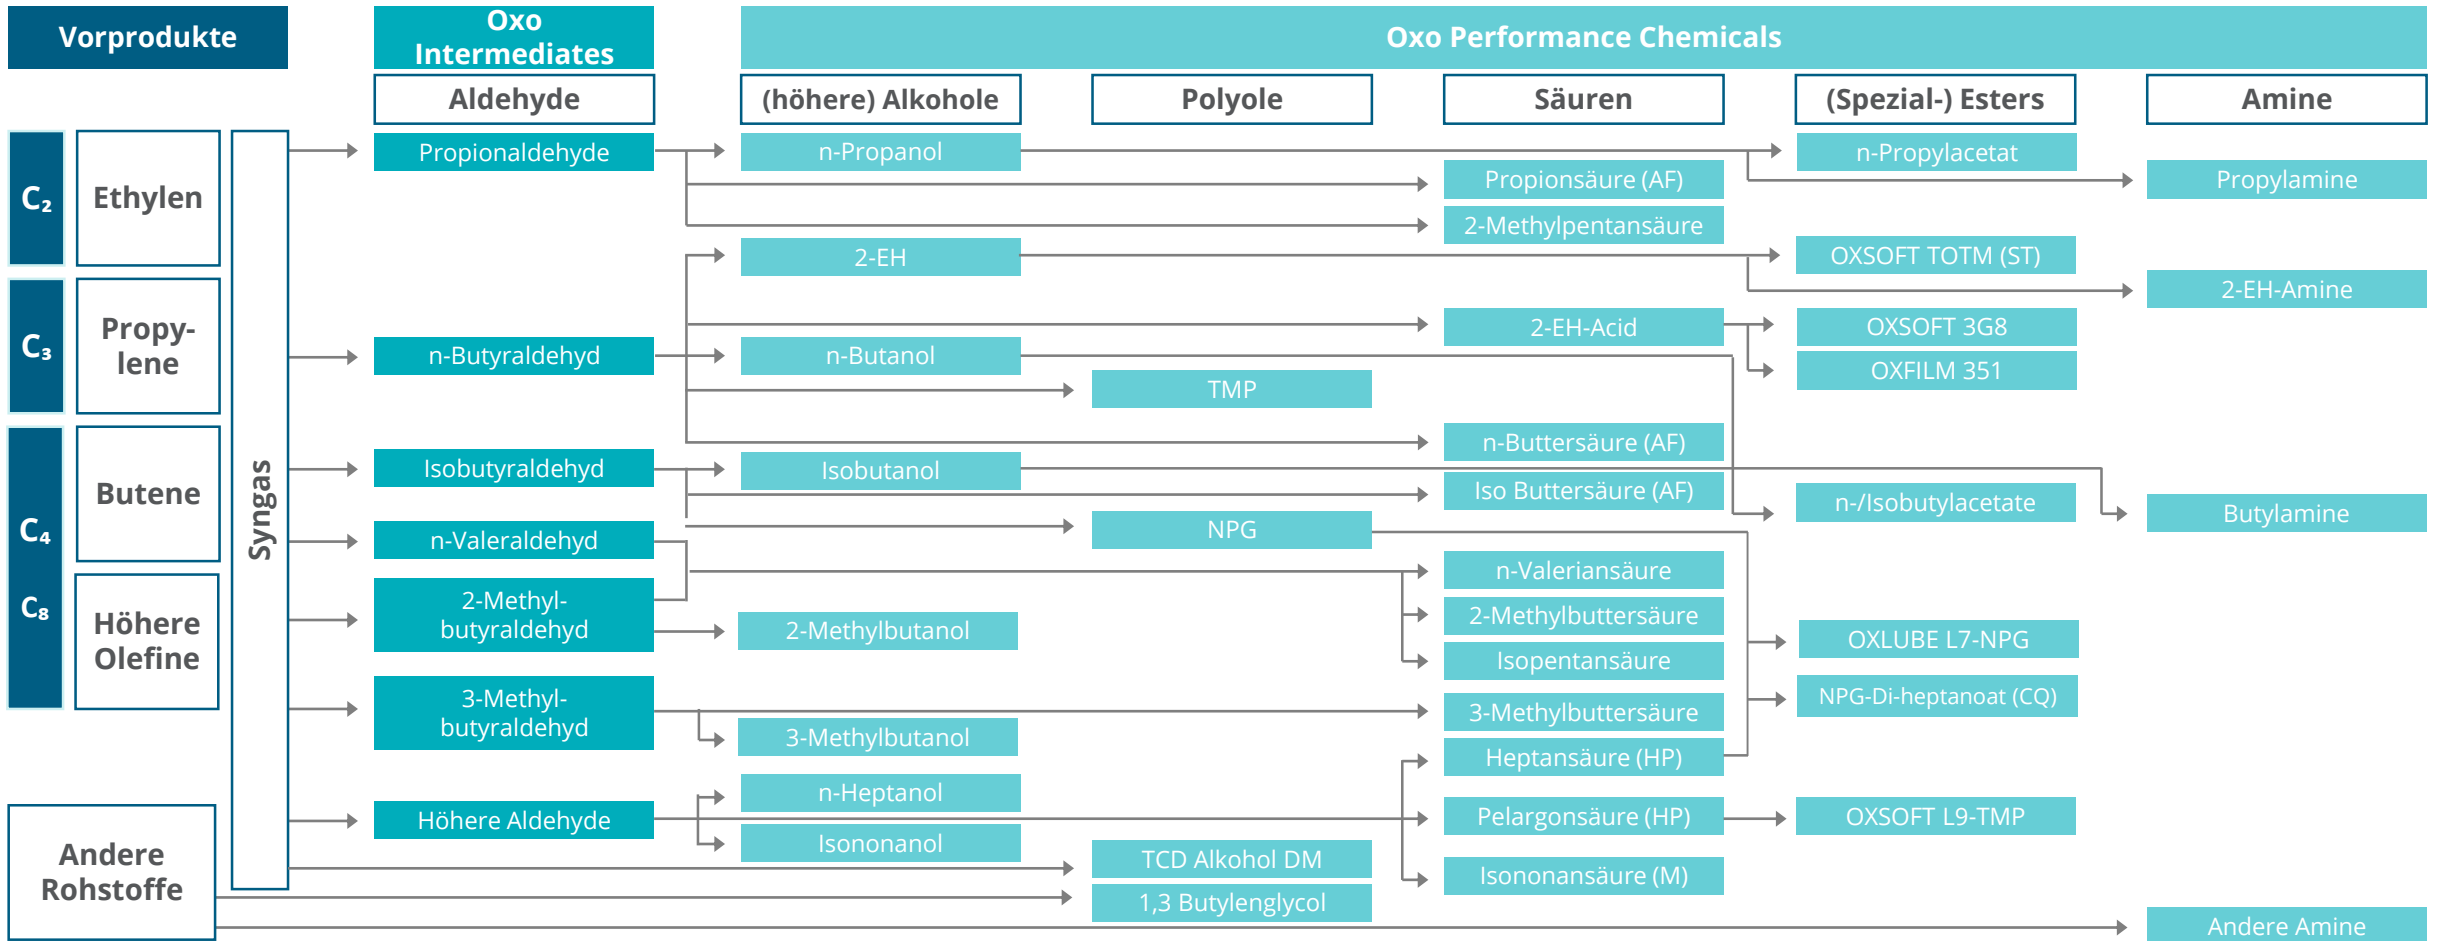 Vorprodukte
Oxo
Intermediates
Oxo Performance Chemicals
Aldehyde
(höhere) Alkohole
Polyole
Säuren
(Spezial-) Esters
Amine
C₂
Ethylen
C₃
Propy-
lene
C₄
C₈
Butene
Höhere
Olefine
Andere
Rohstoffe
Syngas
Propionaldehyde
n-Propanol
n-Propylacetat
Propionsäure (AF)
Propylamine
2-Methylpentansäure
2-EH
OXSOFT TOTM (ST)
2-EH-Amine
2-EH-Acid
OXSOFT 3G8
n-Butyraldehyd
n-Butanol
OXFILM 351
TMP
n-Buttersäure (AF)
Isobutyraldehyd
Isobutanol
Iso Buttersäure (AF)
n-/Isobutylacetate
Butylamine
n-Valeraldehyd
NPG
n-Valeriansäure
2-Methyl-
butyraldehyd
2-Methylbutanol
2-Methylbuttersäure
OXLUBE L7-NPG
Isopentansäure
3-Methyl-
butyraldehyd
NPG-Di-heptanoat (CQ)
3-Methylbuttersäure
3-Methylbutanol
Heptansäure (HP)
n-Heptanol
Höhere Aldehyde
Pelargonsäure (HP)
OXSOFT L9-TMP
Isononanol
TCD Alkohol DM
Isononansäure (M)
1,3 Butylenglycol
Andere Amine